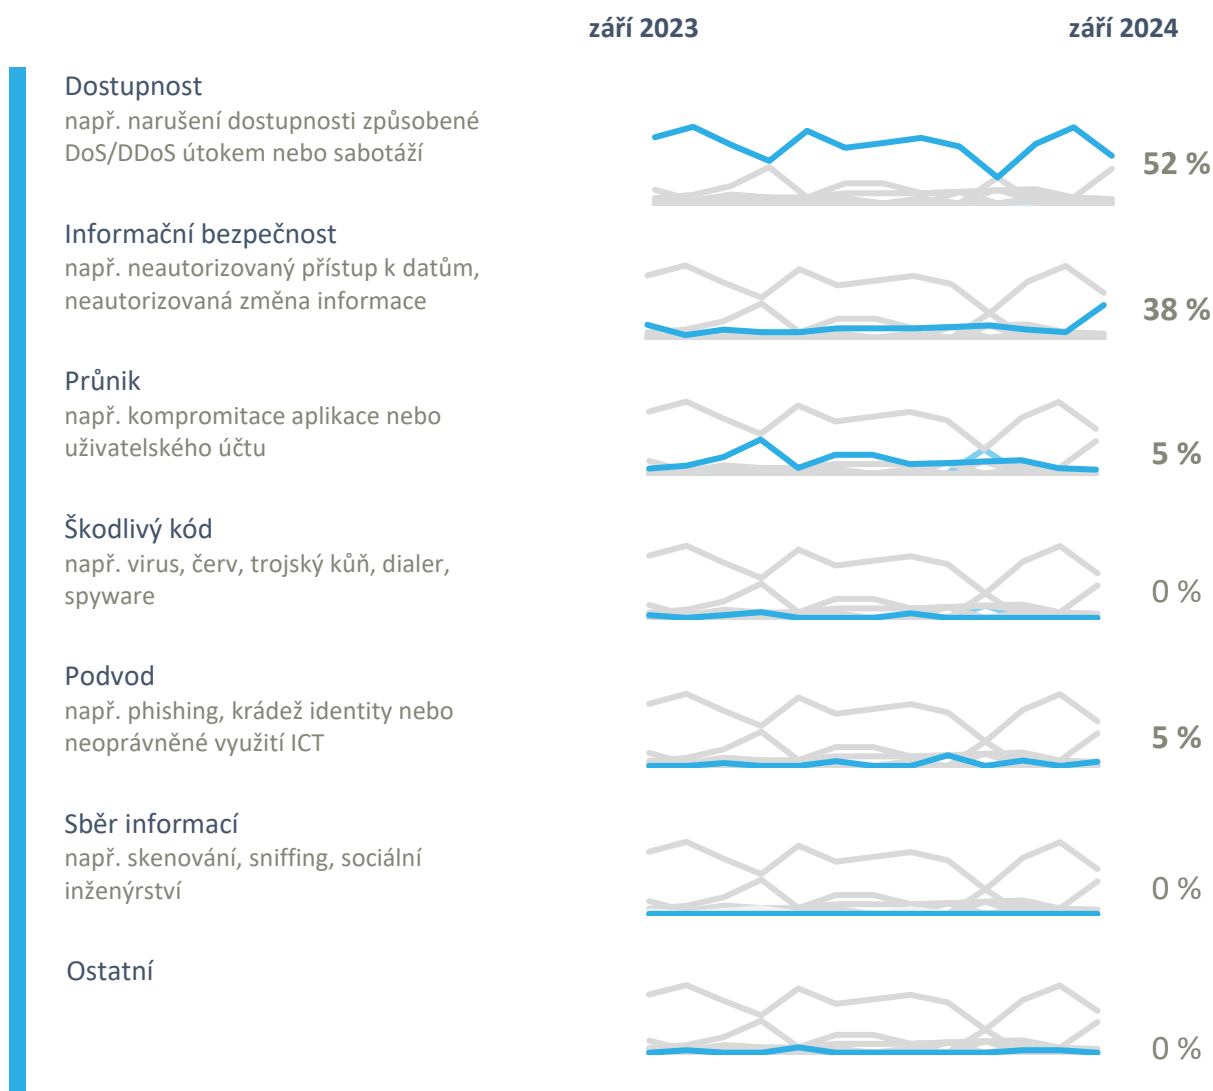 září 2023
září 2024
Dostupnost
např. narušení dostupnosti způsobené
DoS/DDoS útokem nebo sabotáží
52 %
Informační bezpečnost
např. neautorizovaný přístup k datům,
neautorizovaná změna informace
38 %
Průnik
např. kompromitace aplikace nebo
uživatelského účtu
5 %
Škodlivý kód
např. virus, červ, trojský kůň, dialer,
spyware
0 %
Podvod
např. phishing, krádež identity nebo
neoprávněné využití ICT
5 %
Sběr informací
např. skenování, sniffing, sociální
inženýrství
0 %
Ostatní
0 %